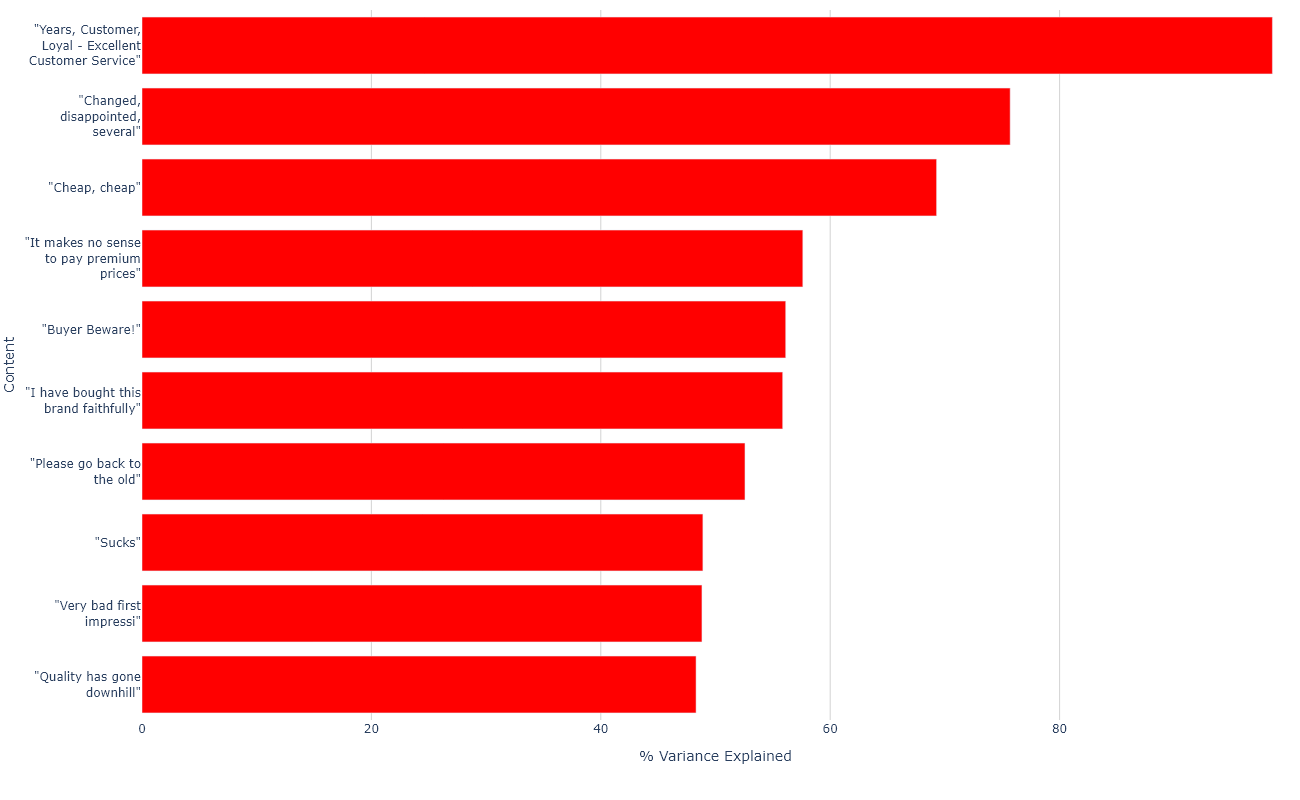 "Years, Customer,
Loyal - Excellent
Customer Service"
"Changed,
disappointed,
several"
"Cheap, cheap"
"It makes no sense
to pay premium
prices"
"Buyer Beware!"
"I have bought this
brand faithfully"
"Please go back to
the old"
"Sucks"
"Very bad first
impressi"
"Quality has gone
downhill"
Content
0 20 40 60 80
% Variance Explained